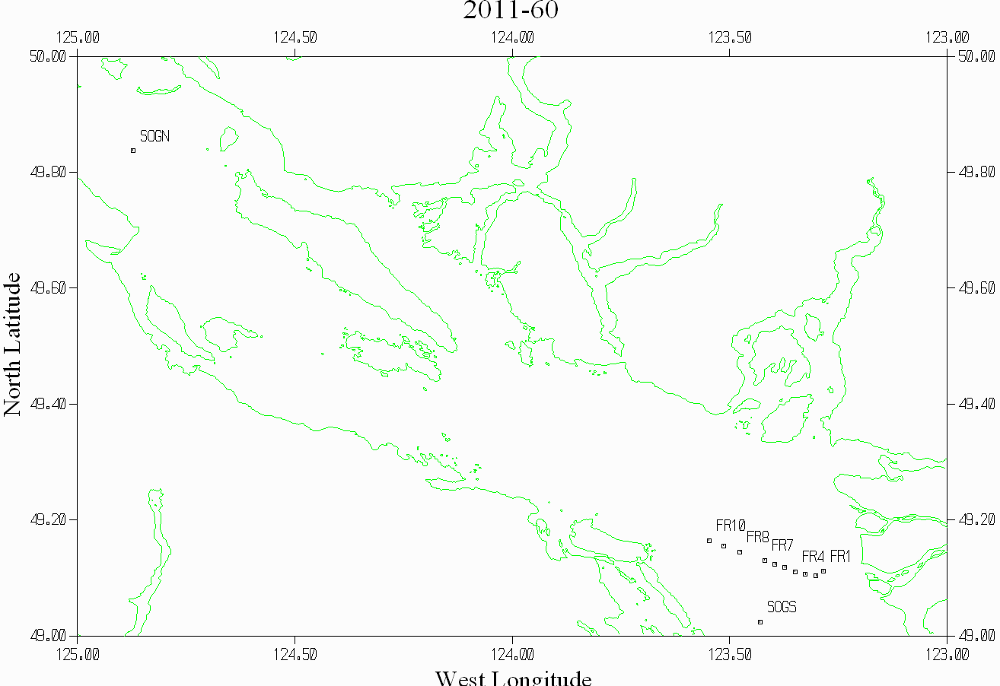 2011-60
125.00 124.50 124.00 123.50 123.00
50.00 50.00
SOGN
49.80 49.80
49.60 49.60
North Latitude
49.40 49.40
49.20 49.20
FR10 FR8 FR7 FR4 FR1
SOGS
49.00 49.00
125.00 124.50 124.00 123.50 123.00
West Longitude